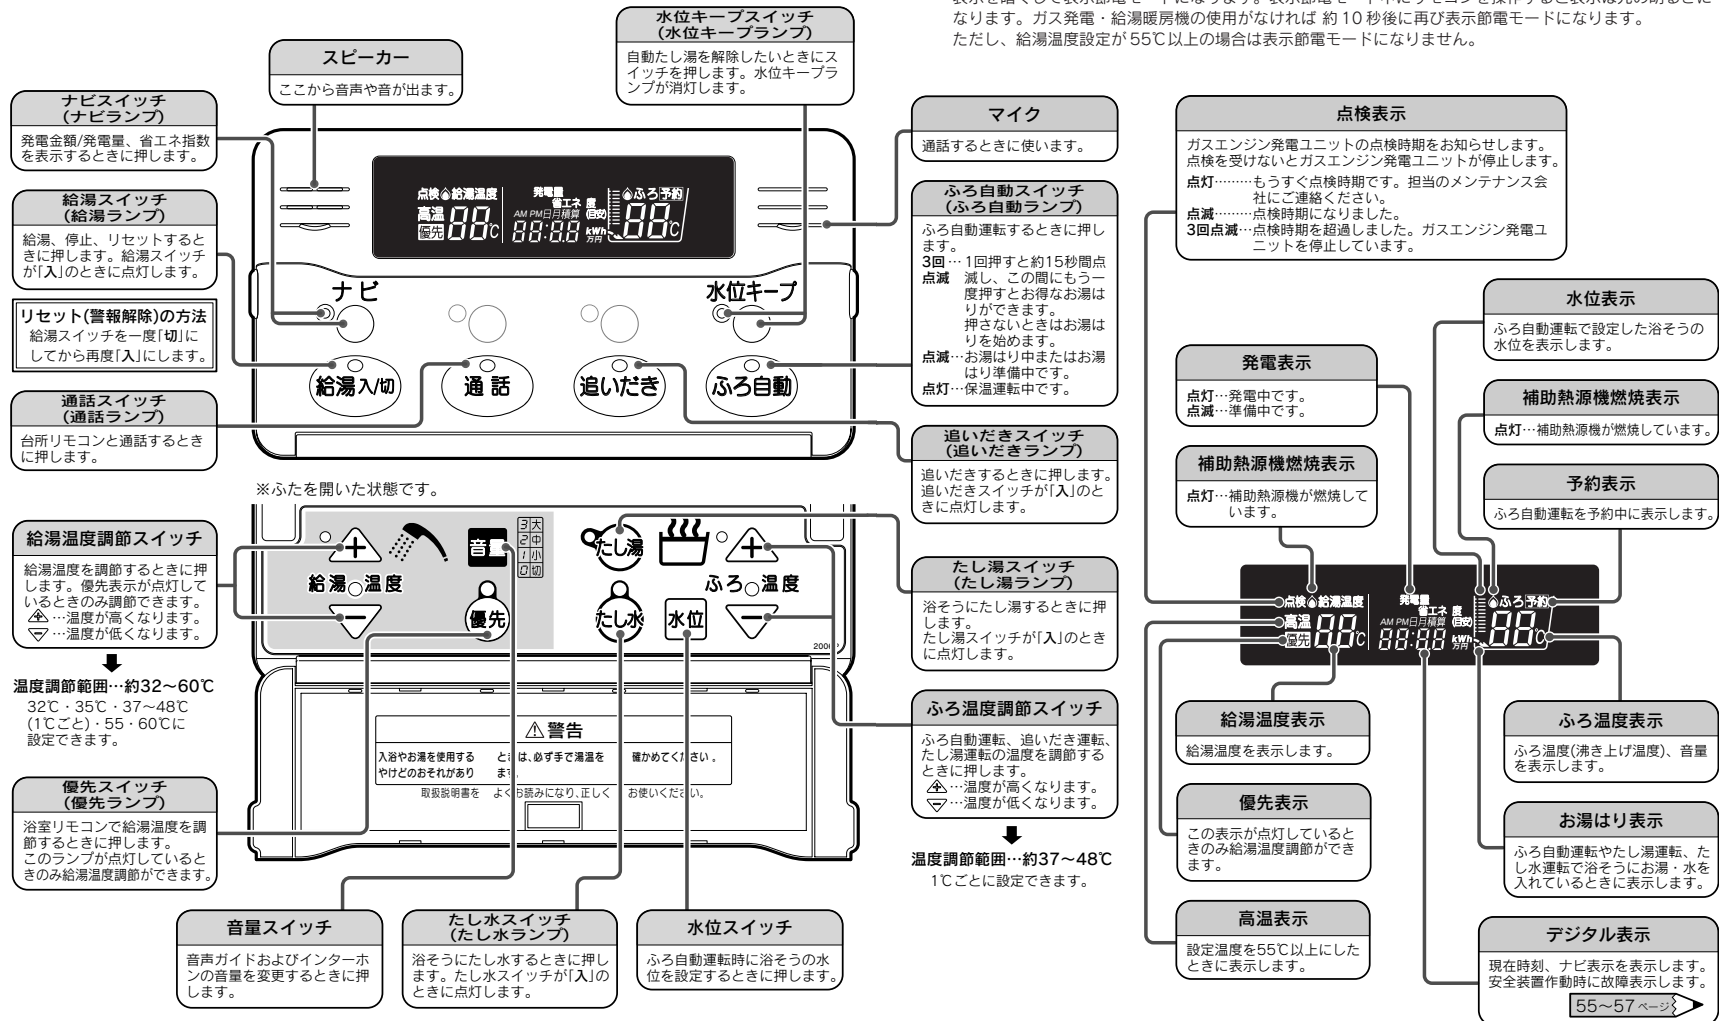 なります。ガス発電・給湯暖房機の使用がなければ 約10秒後に再び表示節電モードになります。
ただし、給湯温度設定が55℃以上の場合は表示節電モードになりません。
水位キープスイッチ
(水位キープランプ)
自動たし湯を解除したいときにス
イッチを押します。水位キープラ
ンプが消灯します。
スピーカー
ここから音声や音が出ます。
ナビスイッチ
(ナビランプ)
発電金額/発電量、省エネ指数
を表示するときに押します。
給湯スイッチ
(給湯ランプ)
給湯、停止、リセットすると
きに押します。給湯スイッチ
が「入」のときに点灯します。
リセット(警報解除)の方法
給湯スイッチを一度「切」に
してから再度「入」にします。
通話スイッチ
(通話ランプ)
台所リモコンと通話するとき
に押します。
点検 給湯温度
高温
優先
88℃
発電量
省エネ 度
AM PM日月積算 (目安)
88:88 kWh
万円
ふろ 予約
88℃
ナビ
水位キープ
給湯入/切
通話
追いだき
ふろ自動
マイク
通話するときに使います。
ふろ自動スイッチ
(ふろ自動ランプ)
ふろ自動運転するときに押し
ます。
3回…1回押すと約15秒間点
点滅 滅し、この間にもう一
度押すとお得なお湯は
りができます。
押さないときはお湯は
りを始めます。
点滅…お湯はり中またはお湯
はり準備中です。
点灯…保温運転中です。
追いだきスイッチ
(追いだきランプ)
追いだきするときに押します。
追いだきスイッチが「入」のと
きに点灯します。
※ふたを開いた状態です。
給湯温度調節スイッチ
給湯温度を調節するときに押
します。優先表示が点灯して
いるときのみ調節できます。
＋…温度が高くなります。
－…温度が低くなります。
温度調節範囲…約32～60℃
32℃・35℃・37～48℃
(1℃ごと)・55・60℃に
設定できます。
優先スイッチ
(優先ランプ)
浴室リモコンで給湯温度を調
節するときに押します。
このランプが点灯していると
きのみ給湯温度調節ができます。
給湯 温度
音量
3大
2中
1小
0切
優先
たし湯
たし水
水位
ふろ 温度
⚠警告
入浴やお湯を使用する ときは、必ず手で湯温を 確かめてください。
やけどのおそれがあり ます。
取扱説明書を よくお読みになり、正しく お使いください。
音量スイッチ
音声ガイドおよびインターホ
ンの音量を変更するときに押
します。
たし水スイッチ
(たし水ランプ)
浴そうにたし水するときに押し
ます。たし水スイッチが「入」の
ときに点灯します。
水位スイッチ
ふろ自動運転時に浴そうの水
位を設定するときに押します。
たし湯スイッチ
(たし湯ランプ)
浴そうにたし湯するときに押
します。
たし湯スイッチが「入」のとき
に点灯します。
ふろ温度調節スイッチ
ふろ自動運転、追いだき運転、
たし湯運転の温度を調節する
ときに押します。
＋…温度が高くなります。
－…温度が低くなります。
温度調節範囲…約37～48℃
1℃ごとに設定できます。
点検表示
ガスエンジン発電ユニットの点検時期をお知らせします。
点検を受けないとガスエンジン発電ユニットが停止します。
点灯………もうすぐ点検時期です。担当のメンテナンス会
社にご連絡ください。
点滅………点検時期になりました。
3回点滅…点検時期を超過しました。ガスエンジン発電ユ
ニットを停止しています。
水位表示
ふろ自動運転で設定した浴そうの
水位を表示します。
発電表示
点灯…発電中です。
点滅…準備中です。
補助熱源機燃焼表示
点灯…補助熱源機が燃焼しています。
補助熱源機燃焼表示
点灯…補助熱源機が燃焼して
います。
予約表示
ふろ自動運転を予約中に表示します。
点検 給湯温度
高温
優先
88℃
発電量
省エネ 度
AM PM日月積算 (目安)
88:88 kWh
万円
ふろ 予約
88℃
給湯温度表示
給湯温度を表示します。
優先表示
この表示が点灯していると
きのみ給湯温度調節ができ
ます。
高温表示
設定温度を55℃以上にした
ときに表示します。
ふろ温度表示
ふろ温度(沸き上げ温度)、音量
を表示します。
お湯はり表示
ふろ自動運転やたし湯運転、た
し水運転で浴そうにお湯・水を
入れているときに表示します。
デジタル表示
現在時刻、ナビ表示を表示します。
安全装置作動時に故障表示します。
55～57ページ